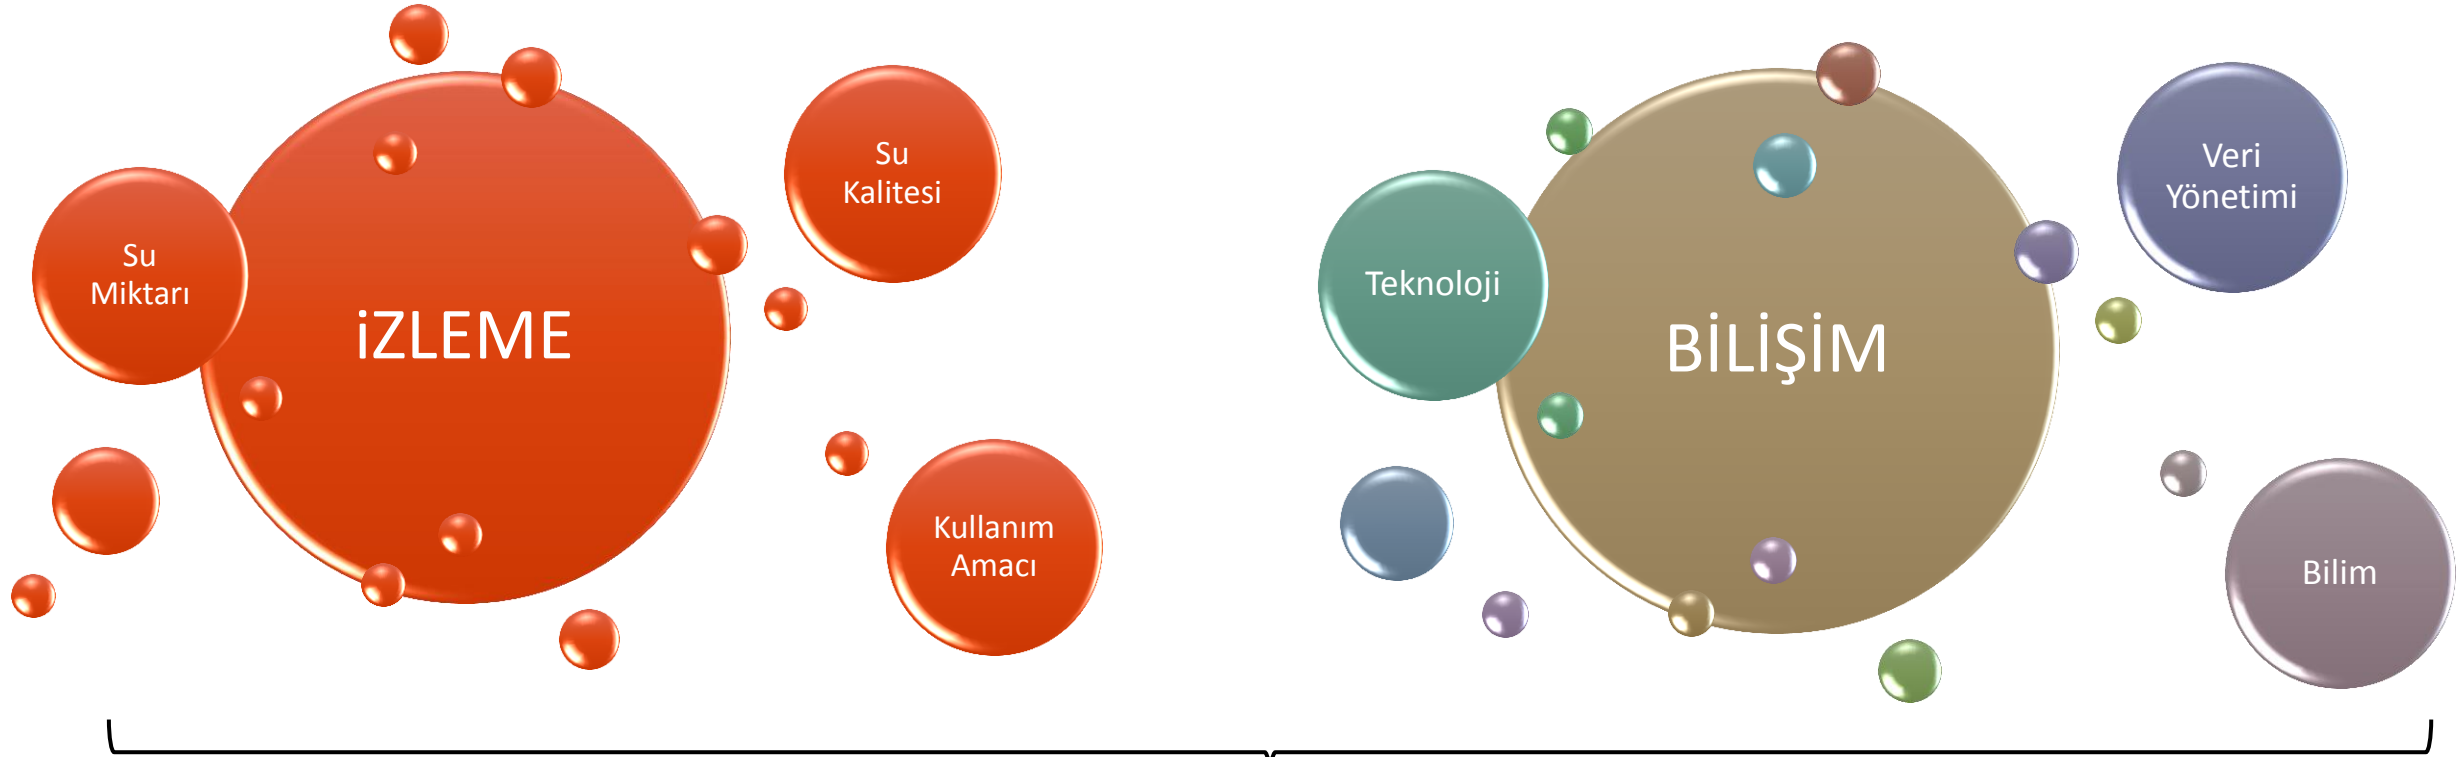 Su
Miktarı
iZLEME
Su
Kalitesi
Kullanım
Amacı
Teknoloji
BİLİŞİM
Veri
Yönetimi
Bilim